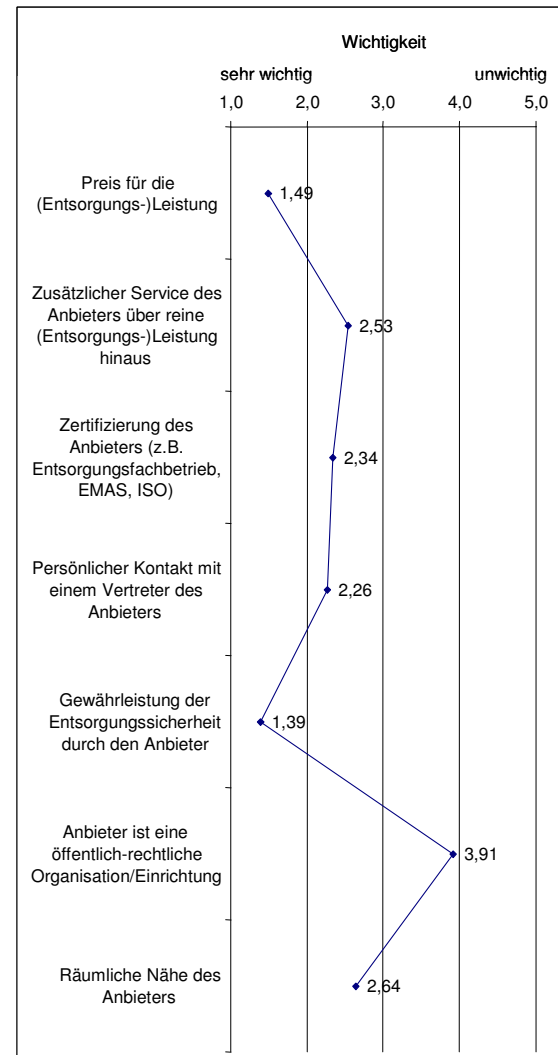 Wichtigkeit
sehr wichtig unwichtig
1,0 2,0 3,0 4,0 5,0
Preis für die
(Entsorgungs-)Leistung
1,49
Zusätzlicher Service des
Anbieters über reine
(Entsorgungs-)Leistung
hinaus
2,53
Zertifizierung des
Anbieters (z.B.
Entsorgungsfachbetrieb,
EMAS, ISO)
2,34
Persönlicher Kontakt mit
einem Vertreter des
Anbieters
2,26
Gewährleistung der
Entsorgungssicherheit
durch den Anbieter
1,39
Anbieter ist eine
öffentlich-rechtliche
Organisation/Einrichtung
3,91
Räumliche Nähe des
Anbieters
2,64